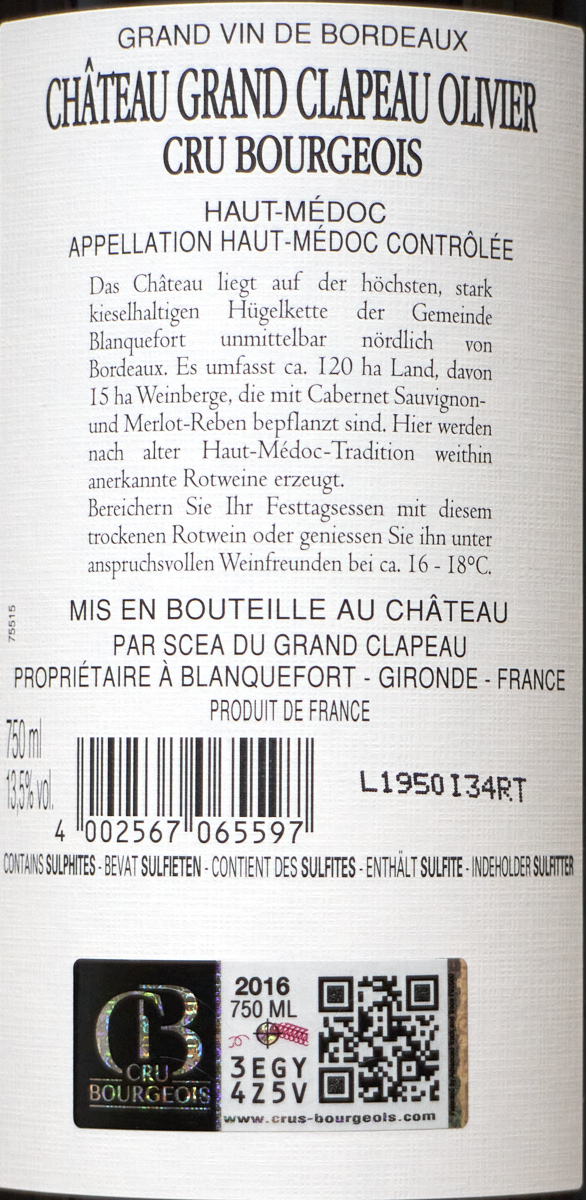 GRAND VIN DE BORDEAUX
CHÂTEAU GRAND CLAPEAU OLIVIER
CRU BOURGEOIS
HAUT-MÉDOC
APPELLATION HAUT-MÉDOC CONTRÔLÉE
Das Château liegt auf der höchsten, stark
kieselhaltigen Hügelkette der Gemeinde
Blanquefort unmittelbar nördlich von
Bordeaux. Es umfasst ca. 120 ha Land, davon
15 ha Weinberge, die mit Cabernet Sauvignon-
und Merlot-Reben bepflanzt sind. Hier werden
nach alter Haut-Médoc-Tradition weithin
anerkannte Rotweine erzeugt.
Bereichern Sie Ihr Festtagsessen mit diesem
trockenen Rotwein oder geniessen Sie ihn unter
anspruchsvollen Weinfreunden bei ca. 16 - 18°C.
75515
MIS EN BOUTEILLE AU CHÂTEAU
PAR SCEA DU GRAND CLAPEAU
PROPRIÉTAIRE À BLANQUEFORT - GIRONDE - FRANCE
PRODUIT DE FRANCE
750 ml
13,5% vol.
L1950I34RT
4 002567 065597
CONTAINS SULPHITES - BEVAT SULFIETEN - CONTIENT DES SULFITES - ENTHÄLT SULFITE - INDEHOLDER SULFITTER
CB
CRU
BOURGEOIS
2016
750 ML
3EGY
4Z5V
www.crus-bourgeois.com